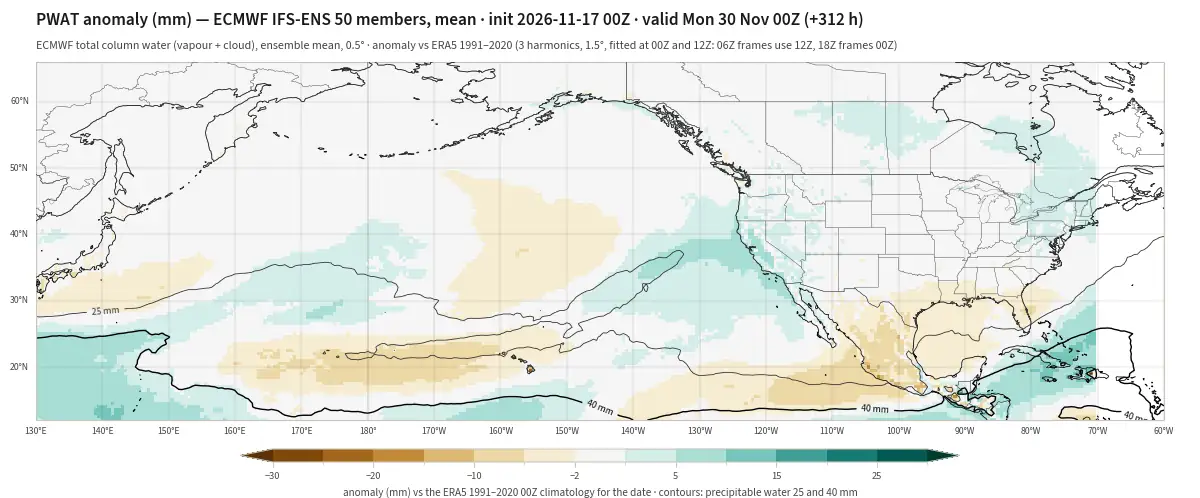 PWAT anomaly (mm) — ECMWF IFS-ENS 50 members, mean · init 2026-11-17 00Z · valid Mon 30 Nov 00Z (+312 h)
ECMWF total column water (vapour + cloud), ensemble mean, 0.5° · anomaly vs ERA5 1991–2020 (3 harmonics, 1.5°, fitted at 00Z and 12Z: 06Z frames use 12Z, 18Z frames 00Z)
60°N
50°N
40°N
30°N
25 mm
20°N
40 mm
40 mm
40 mm
130°E 140°E 150°E 160°E 170°E 180° 170°W 160°W 150°W 140°W 130°W 120°W 110°W 100°W 90°W 80°W 70°W 60°W
−30 −20 −10 −2 5 15 25
anomaly (mm) vs the ERA5 1991–2020 00Z climatology for the date · contours: precipitable water 25 and 40 mm